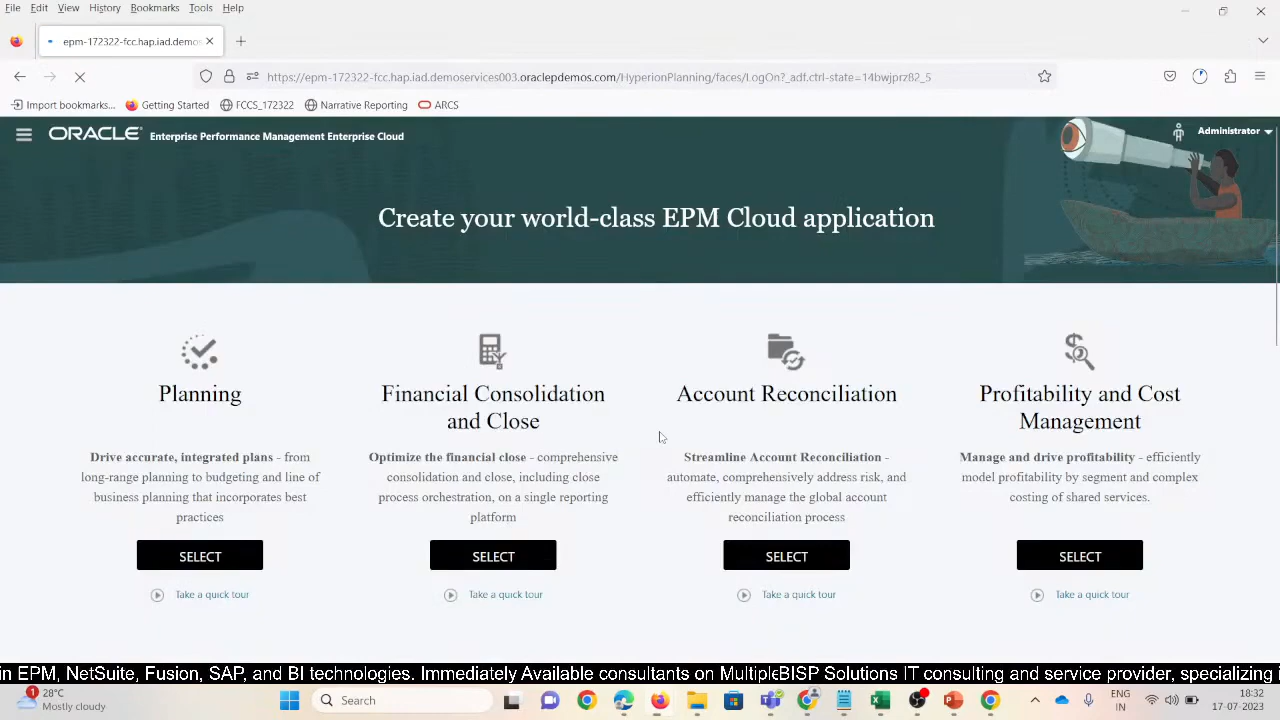 File Edit View History Bookmarks Tools Help
epm-172322-fcc.hap.iad.demos
https://epm-172322-fcc.hap.iad.demoservices003.oraclepdemos.com/HyperionPlanning/faces/LogOn?_adf.ctrl-state=14bwjprz82_5
Import bookmarks... Getting Started FCCS_172322 Narrative Reporting ARCS
ORACLE Enterprise Performance Management Enterprise Cloud Administrator
Create your world-class EPM Cloud application
Planning
Drive accurate, integrated plans - from
long-range planning to budgeting and line of
business planning that incorporates best
practices
SELECT
Take a quick tour
Financial Consolidation
and Close
Optimize the financial close - comprehensive
consolidation and close, including close
process orchestration, on a single reporting
platform
SELECT
Take a quick tour
Account Reconciliation
Streamline Account Reconciliation -
automate, comprehensively address risk, and
efficiently manage the global account
reconciliation process
SELECT
Take a quick tour
Profitability and Cost
Management
Manage and drive profitability - efficiently
model profitability by segment and complex
costing of shared services.
SELECT
Take a quick tour
in EPM, NetSuite, Fusion, SAP, and BI technologies. Immediately Available consultants on Multiple BISP Solutions IT consulting and service provider, specializing i
1
28°C
Mostly cloudy
Search
ENG
IN
18:32
17-07-2023